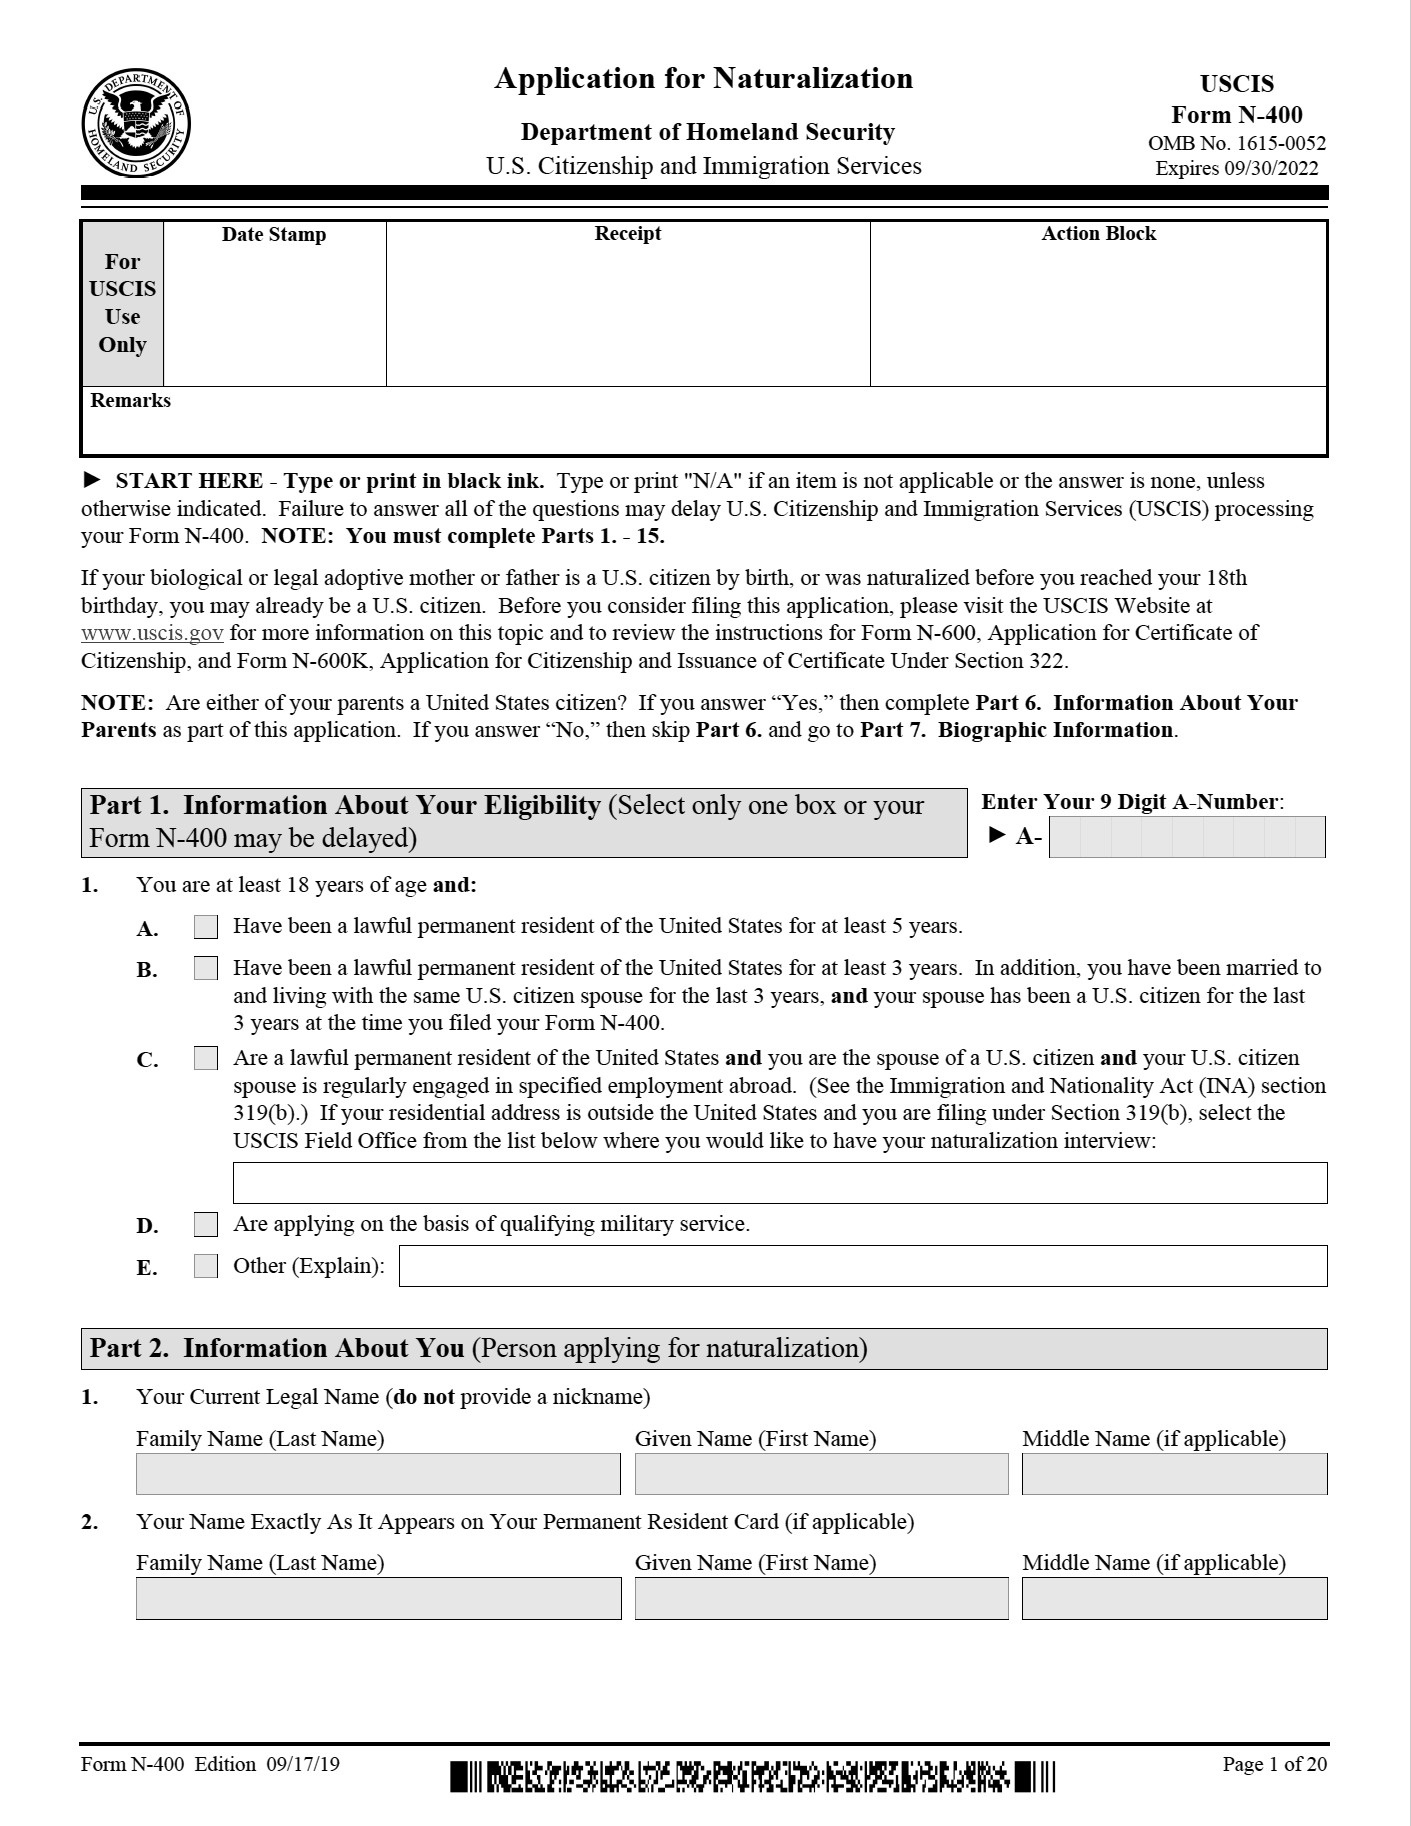 U.S. DEPARTMENT OF HOMELAND SECURITY
Application for Naturalization
Department of Homeland Security
U.S. Citizenship and Immigration Services
USCIS
Form N-400
OMB No. 1615-0052
Expires 09/30/2022
For
USCIS
Use
Only
Date Stamp
Receipt
Action Block
Remarks
► START HERE - Type or print in black ink. Type or print "N/A" if an item is not applicable or the answer is none, unless
otherwise indicated. Failure to answer all of the questions may delay U.S. Citizenship and Immigration Services (USCIS) processing
your Form N-400. NOTE: You must complete Parts 1. - 15.
If your biological or legal adoptive mother or father is a U.S. citizen by birth, or was naturalized before you reached your 18th
birthday, you may already be a U.S. citizen. Before you consider filing this application, please visit the USCIS Website at
www.uscis.gov for more information on this topic and to review the instructions for Form N-600, Application for Certificate of
Citizenship, and Form N-600K, Application for Citizenship and Issuance of Certificate Under Section 322.
NOTE: Are either of your parents a United States citizen? If you answer “Yes,” then complete Part 6. Information About Your
Parents as part of this application. If you answer “No,” then skip Part 6. and go to Part 7. Biographic Information.
Part 1. Information About Your Eligibility (Select only one box or your
Form N-400 may be delayed)
Enter Your 9 Digit A-Number:
► A-
1. You are at least 18 years of age and:
A. Have been a lawful permanent resident of the United States for at least 5 years.
B. Have been a lawful permanent resident of the United States for at least 3 years. In addition, you have been married to
and living with the same U.S. citizen spouse for the last 3 years, and your spouse has been a U.S. citizen for the last
3 years at the time you filed your Form N-400.
C. Are a lawful permanent resident of the United States and you are the spouse of a U.S. citizen and your U.S. citizen
spouse is regularly engaged in specified employment abroad. (See the Immigration and Nationality Act (INA) section
319(b).) If your residential address is outside the United States and you are filing under Section 319(b), select the
USCIS Field Office from the list below where you would like to have your naturalization interview:
D. Are applying on the basis of qualifying military service.
E. Other (Explain):
Part 2. Information About You (Person applying for naturalization)
1. Your Current Legal Name (do not provide a nickname)
Family Name (Last Name) Given Name (First Name) Middle Name (if applicable)
2. Your Name Exactly As It Appears on Your Permanent Resident Card (if applicable)
Family Name (Last Name) Given Name (First Name) Middle Name (if applicable)
Form N-400 Edition 09/17/19
Page 1 of 20